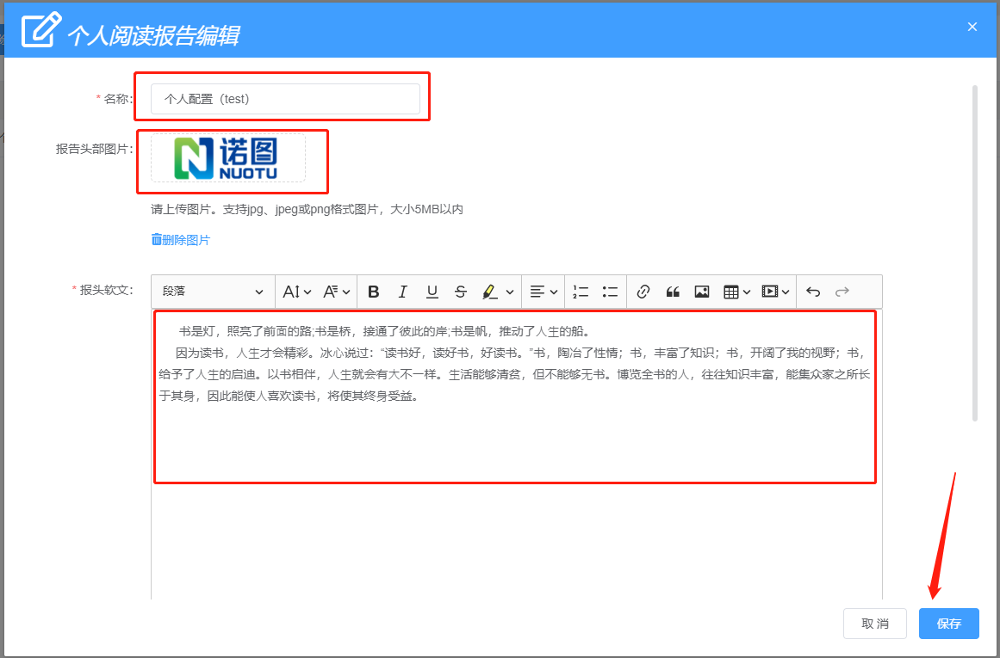 个人阅读报告编辑
* 名称：
个人配置（test）
报告头部图片：
诺图
NUOTU
请上传图片。支持jpg、jpeg或png格式图片，大小5MB以内
删除图片
* 报头软文：
段落
书是灯，照亮了前面的路;书是桥，接通了彼此的岸;书是帆，推动了人生的船。
因为读书，人生才会精彩。冰心说过：“读书好，读好书，好读书。”书，陶冶了性情；书，丰富了知识；书，开阔了我的视野；书，
给予了人生的启迪。以书相伴，人生就会有大不一样。生活能够清贫，但不能够无书。博览全书的人，往往知识丰富，能集众家之所长
于其身，因此能使人喜欢读书，将使其终身受益。
取 消
保存